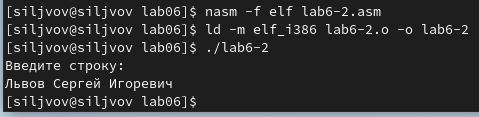 [siljvov@siljvov lab06]$ nasm -f elf lab6-2.asm
[siljvov@siljvov lab06]$ ld -m elf_i386 lab6-2.o -o lab6-2
[siljvov@siljvov lab06]$ ./lab6-2
Введите строку:
Львов Сергей Игоревич
[siljvov@siljvov lab06]$